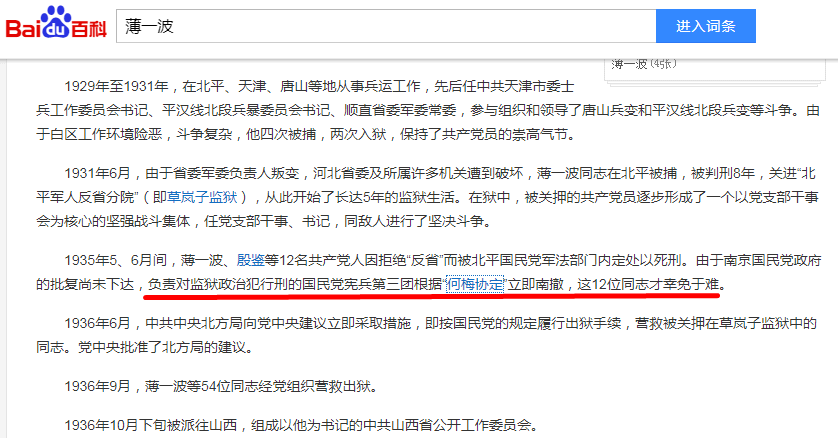 Bai du 百科
薄一波
进入词条
薄一波(4张)
1929年至1931年，在北平、天津、唐山等地从事兵运工作，先后任中共天津市委士
兵工作委员会书记、平汉线北段兵暴委员会书记、顺直省委军委常委，参与组织和领导了唐山兵变和平汉线北段兵变等斗争。由
于白区工作环境险恶，斗争复杂，他四次被捕，两次入狱，保持了共产党员的崇高气节。
1931年6月，由于省委军委负责人叛变，河北省委及所属许多机关遭到破坏，薄一波同志在北平被捕，被判刑8年，关进“北
平军人反省分院”（即草岚子监狱），从此开始了长达5年的监狱生活。在狱中，被关押的共产党员逐步形成了一个以党支部干事
会为核心的坚强战斗集体，任党支部干事、书记，同敌人进行了坚决斗争。
1935年5、6月间，薄一波、殷鉴等12名共产党人因拒绝“反省”而被北平国民党军法部门内定处以死刑。由于南京国民党政府
的批复尚未下达，负责对监狱政治犯行刑的国民党宪兵第三团根据“何梅协定”立即南撤，这12位同志才幸免于难。
1936年6月，中共中央北方局向党中央建议立即采取措施，即按国民党的规定履行出狱手续，营救被关押在草岚子监狱中的
同志。党中央批准了北方局的建议。
1936年9月，薄一波等54位同志经党组织营救出狱。
1936年10月下旬被派往山西，组成以他为书记的中共山西省公开工作委员会。